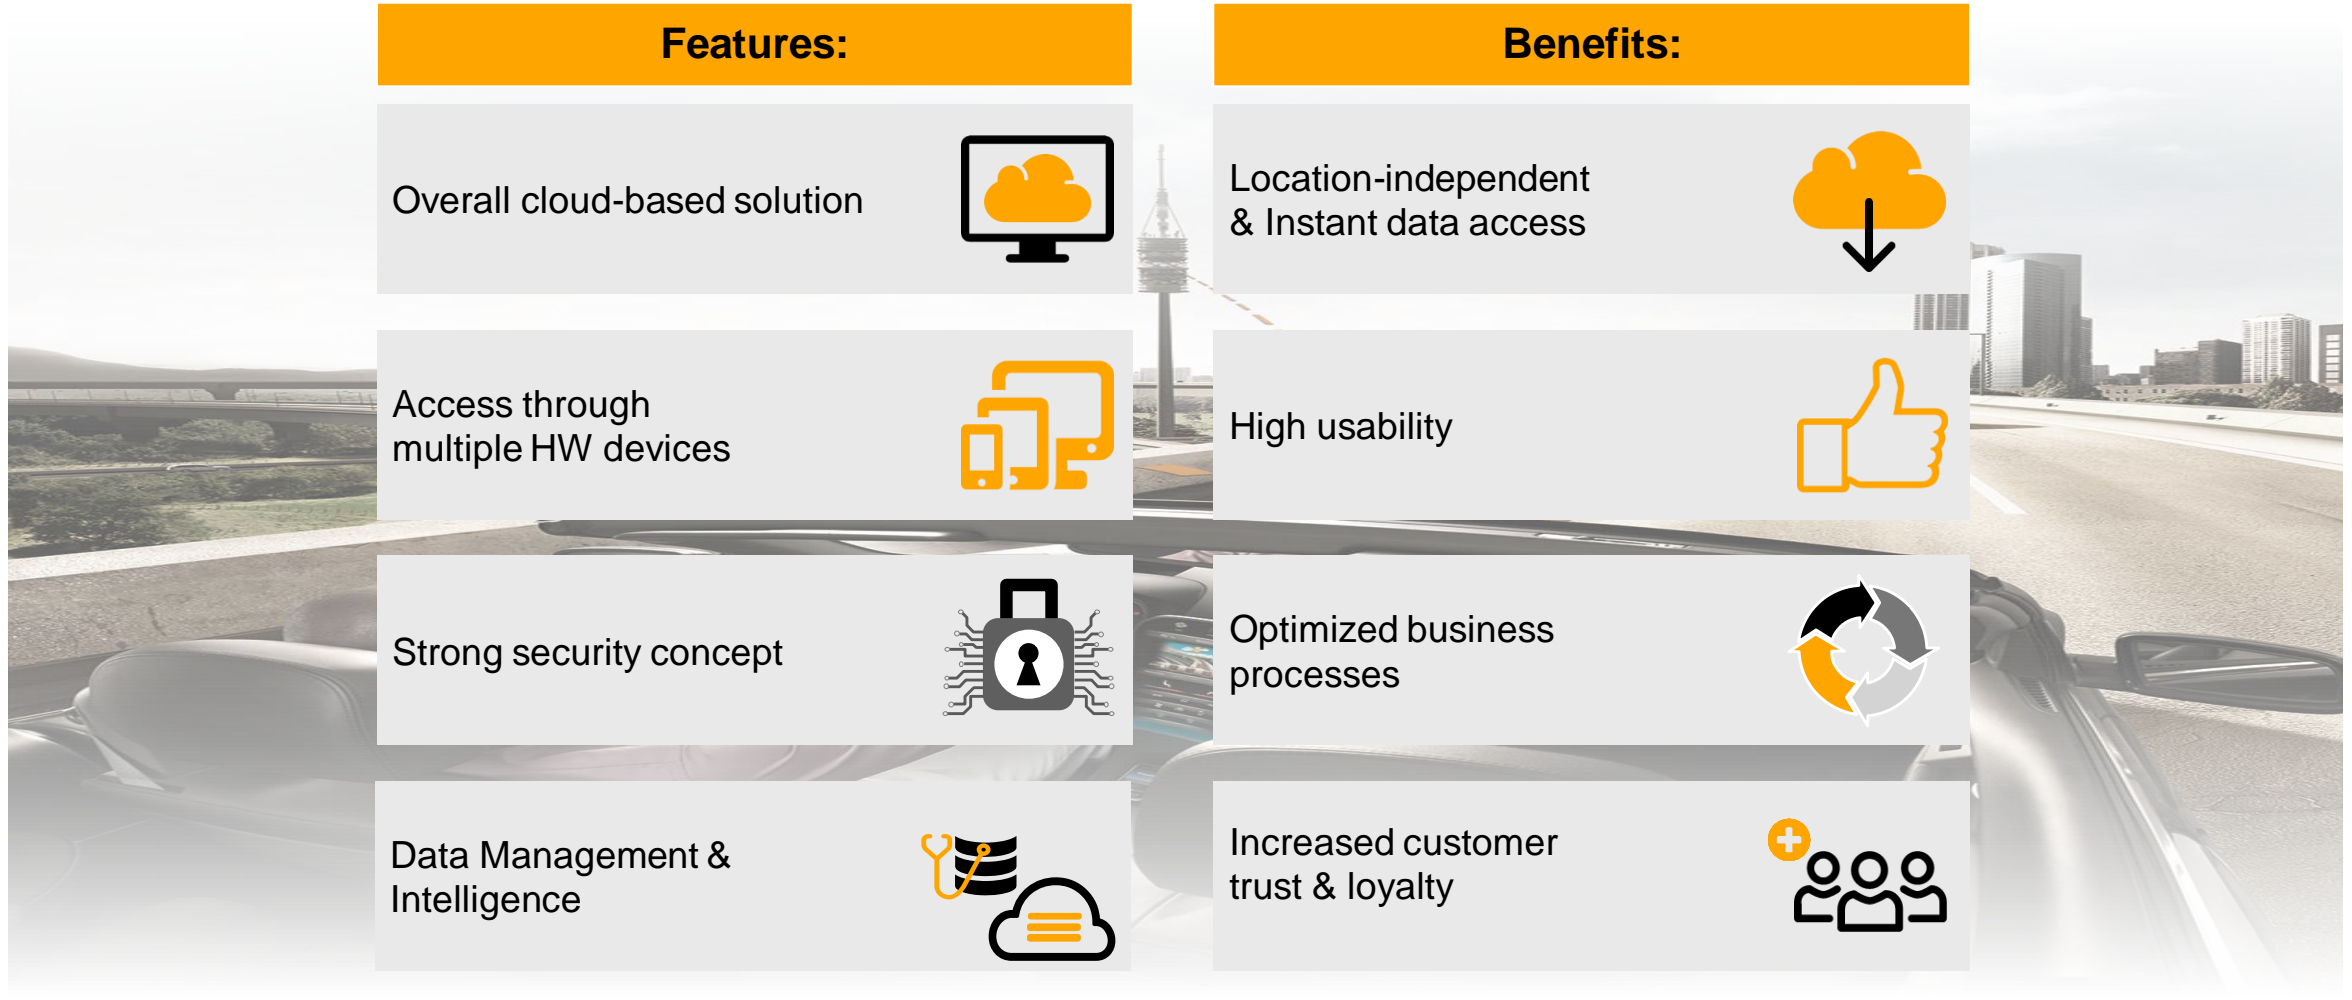 Features:
Overall cloud-based solution
Access through
multiple HW devices
Strong security concept
Data Management &
Intelligence
Benefits:
Location-independent
& Instant data access
High usability
Optimized business
processes
Increased customer
trust & loyalty